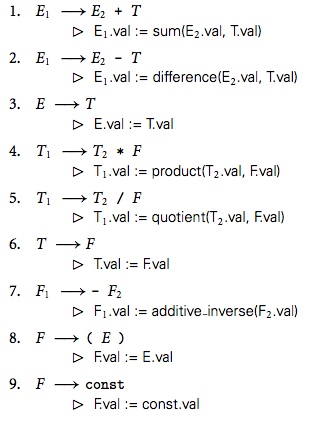 1. E₁ ⟶ E₂ + T
▷ E₁.val := sum(E₂.val, T.val)
2. E₁ ⟶ E₂ - T
▷ E₁.val := difference(E₂.val, T.val)
3. E ⟶ T
▷ E.val := T.val
4. T₁ ⟶ T₂ * F
▷ T₁.val := product(T₂.val, F.val)
5. T₁ ⟶ T₂ / F
▷ T₁.val := quotient(T₂.val, F.val)
6. T ⟶ F
▷ T.val := F.val
7. F₁ ⟶ - F₂
▷ F₁.val := additive_inverse(F₂.val)
8. F ⟶ ( E )
▷ F.val := E.val
9. F ⟶ const
▷ F.val := const.val